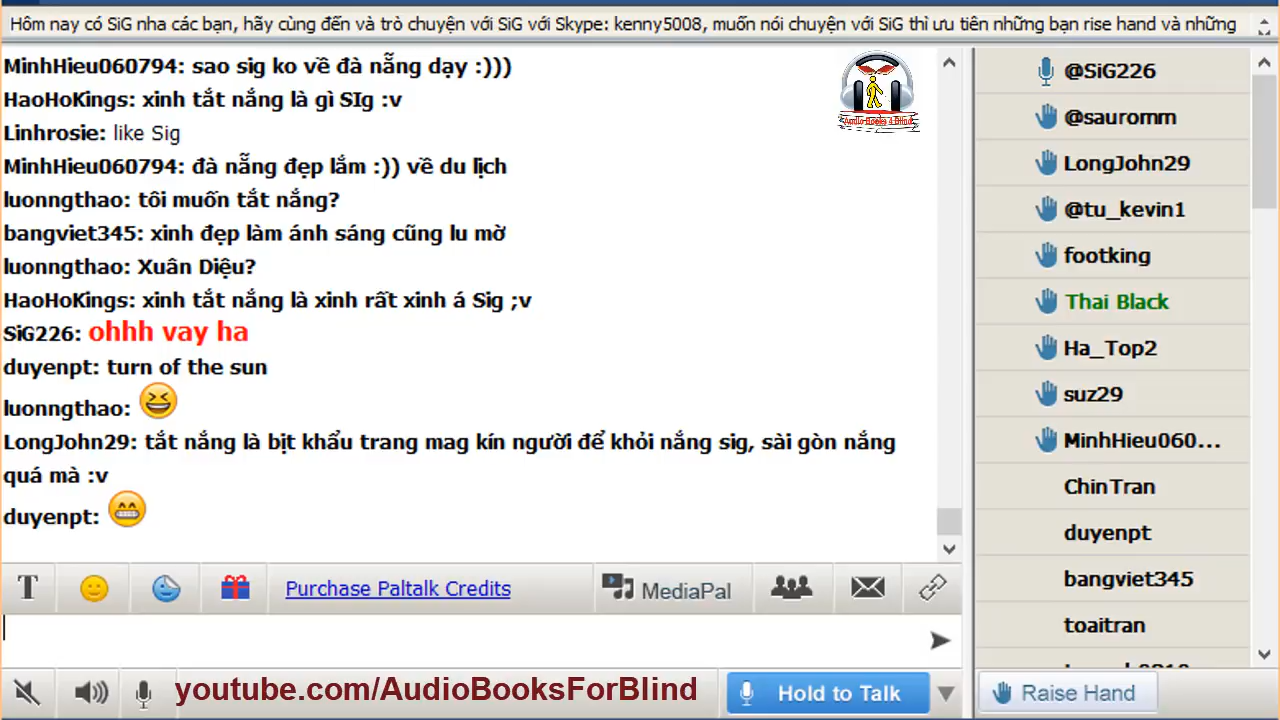 Hôm nay có SiG nha các bạn, hãy cùng đến và trò chuyện với SiG với Skype: kenny5008, muốn nói chuyện với SiG thì ưu tiên những bạn rise hand và những
MinhHieu060794: sao sig ko về đà nẵng dạy :)))
HaoHoKings: xinh tắt nắng là gì SIg :v
Linhrosie: like Sig
MinhHieu060794: đà nẵng đẹp lắm :)) về du lịch
luonngthao: tôi muốn tắt nắng?
bangviet345: xinh đẹp làm ánh sáng cũng lu mờ
luonngthao: Xuân Diệu?
HaoHoKings: xinh tắt nắng là xinh rất xinh á Sig ;v
SiG226: ohhh vay ha
duyenpt: turn of the sun
luonngthao:
LongJohn29: tắt nắng là bịt khẩu trang mag kín người để khỏi nắng sig, sài gòn nắng
quá mà :v
duyenpt:
Audio Books 4 Blind
@SiG226
@sauromm
LongJohn29
@tu_kevin1
footking
Thai Black
Ha_Top2
suz29
MinhHieu060...
ChinTran
duyenpt
bangviet345
toaitran
T
Purchase Paltalk Credits
MediaPal
youtube.com/AudioBooksForBlind
Hold to Talk
Raise Hand